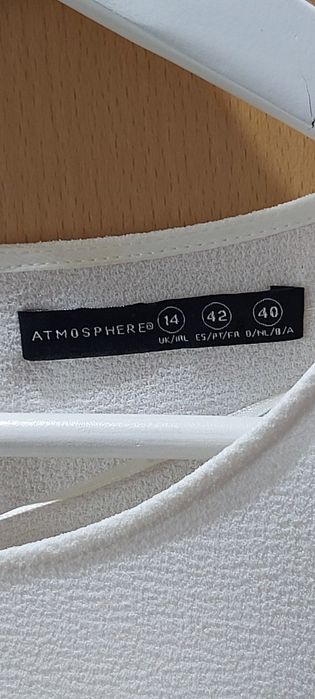 ATMOSPHERE® 14 42 40
UK/IRL ES/PT/FR D/NL/B/A